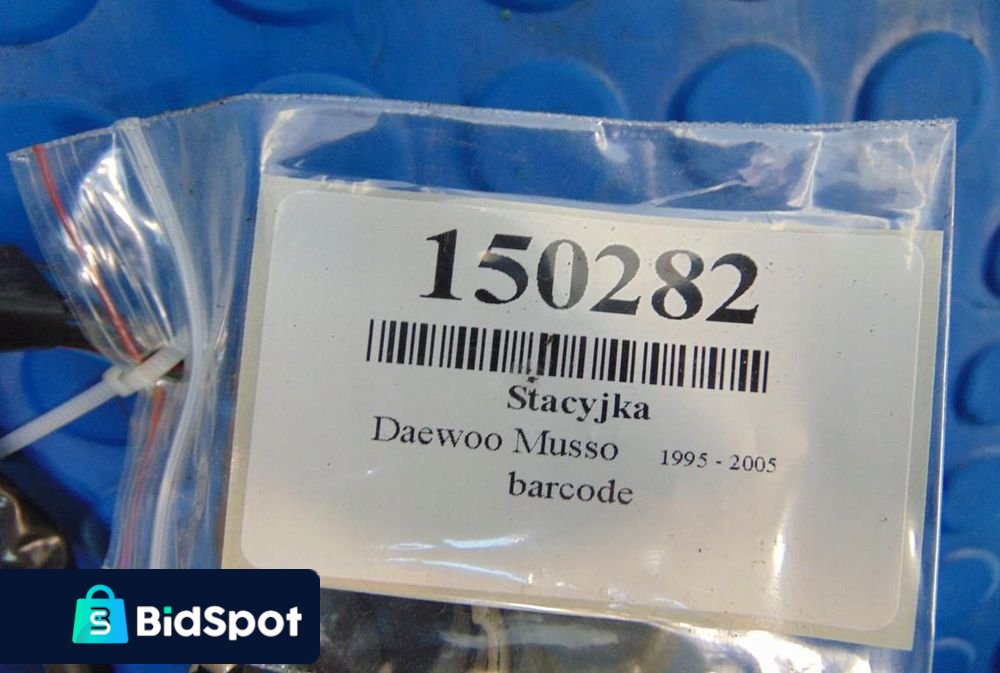 150282
Stacyjka
Daewoo Musso 1995 - 2005
barcode
BidSpot